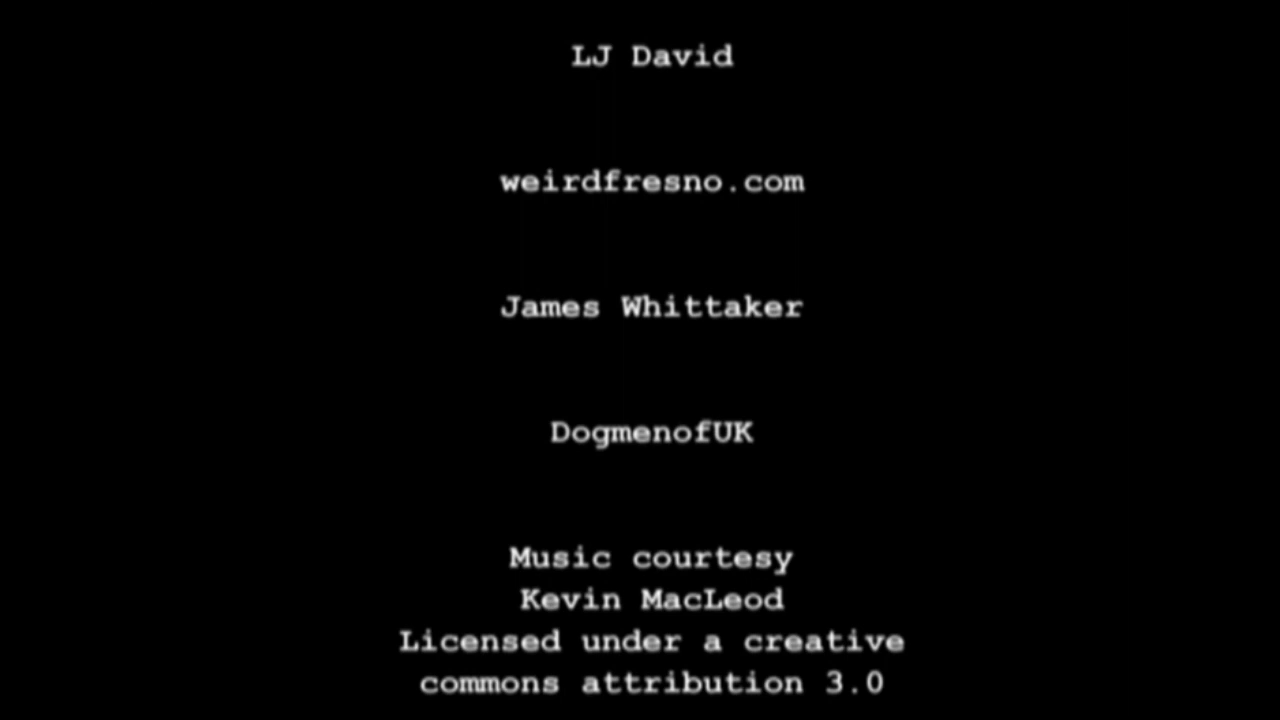 LJ David
weirdfresno.com
James Whittaker
DogmenofUK
Music courtesy
Kevin MacLeod
Licensed under a creative
commons attribution 3.0